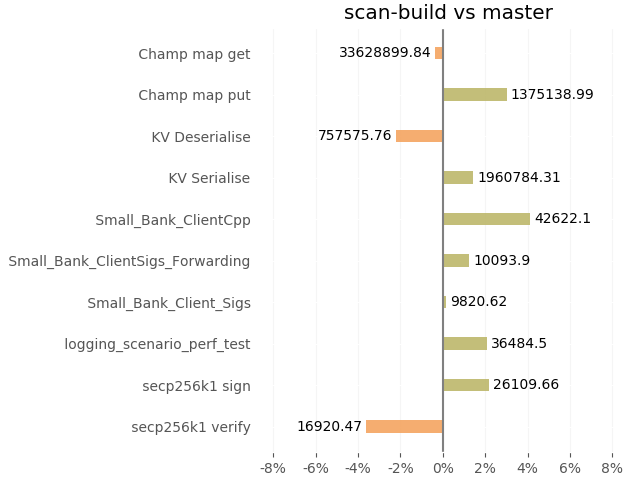 scan-build vs master
Champ map get 33628899.84
Champ map put 1375138.99
KV Deserialise 757575.76
KV Serialise 1960784.31
Small_Bank_ClientCpp 42622.1
Small_Bank_ClientSigs_Forwarding 10093.9
Small_Bank_Client_Sigs 9820.62
logging_scenario_perf_test 36484.5
secp256k1 sign 26109.66
secp256k1 verify 16920.47
-8% -6% -4% -2% 0% 2% 4% 6% 8%